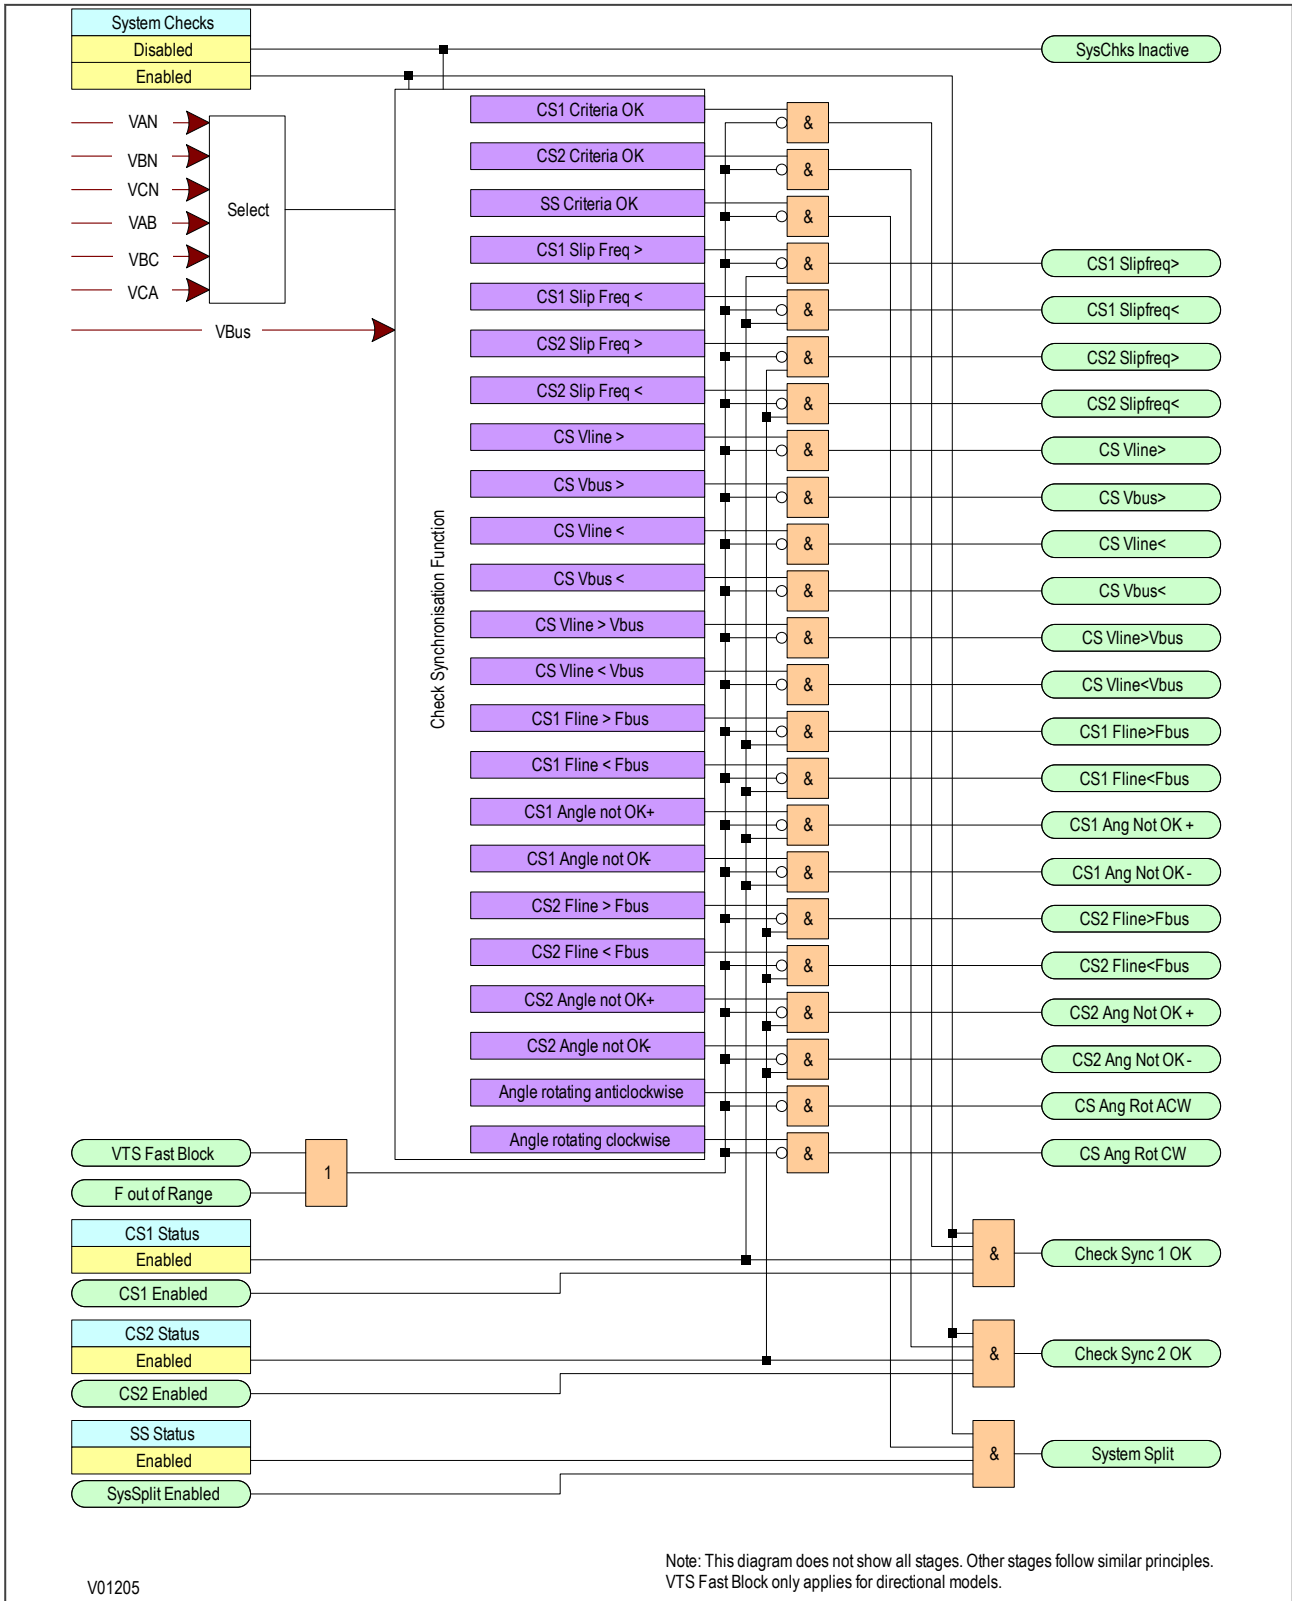 System Checks
Disabled
Enabled
SysChks Inactive
VAN
VBN
VCN
VAB
VBC
VCA
Select
VBus
Check Synchronisation Function
CS1 Criteria OK
&
CS2 Criteria OK
&
SS Criteria OK
&
CS1 Slip Freq >
&
CS1 Slipfreq>
CS1 Slip Freq <
&
CS1 Slipfreq<
CS2 Slip Freq >
&
CS2 Slipfreq>
CS2 Slip Freq <
&
CS2 Slipfreq<
CS Vline >
&
CS Vline>
CS Vbus >
&
CS Vbus>
CS Vline <
&
CS Vline<
CS Vbus <
&
CS Vbus<
CS Vline > Vbus
&
CS Vline>Vbus
CS Vline < Vbus
&
CS Vline<Vbus
CS1 Fline > Fbus
&
CS1 Fline>Fbus
CS1 Fline < Fbus
&
CS1 Fline<Fbus
CS1 Angle not OK+
&
CS1 Ang Not OK +
CS1 Angle not OK-
&
CS1 Ang Not OK -
CS2 Fline > Fbus
&
CS2 Fline>Fbus
CS2 Fline < Fbus
&
CS2 Fline<Fbus
CS2 Angle not OK+
&
CS2 Ang Not OK +
CS2 Angle not OK-
&
CS2 Ang Not OK -
Angle rotating anticlockwise
&
CS Ang Rot ACW
Angle rotating clockwise
&
CS Ang Rot CW
VTS Fast Block
F out of Range
1
CS1 Status
Enabled
CS1 Enabled
&
Check Sync 1 OK
CS2 Status
Enabled
CS2 Enabled
&
Check Sync 2 OK
SS Status
Enabled
SysSplit Enabled
&
System Split
Note: This diagram does not show all stages. Other stages follow similar principles.
VTS Fast Block only applies for directional models.
V01205